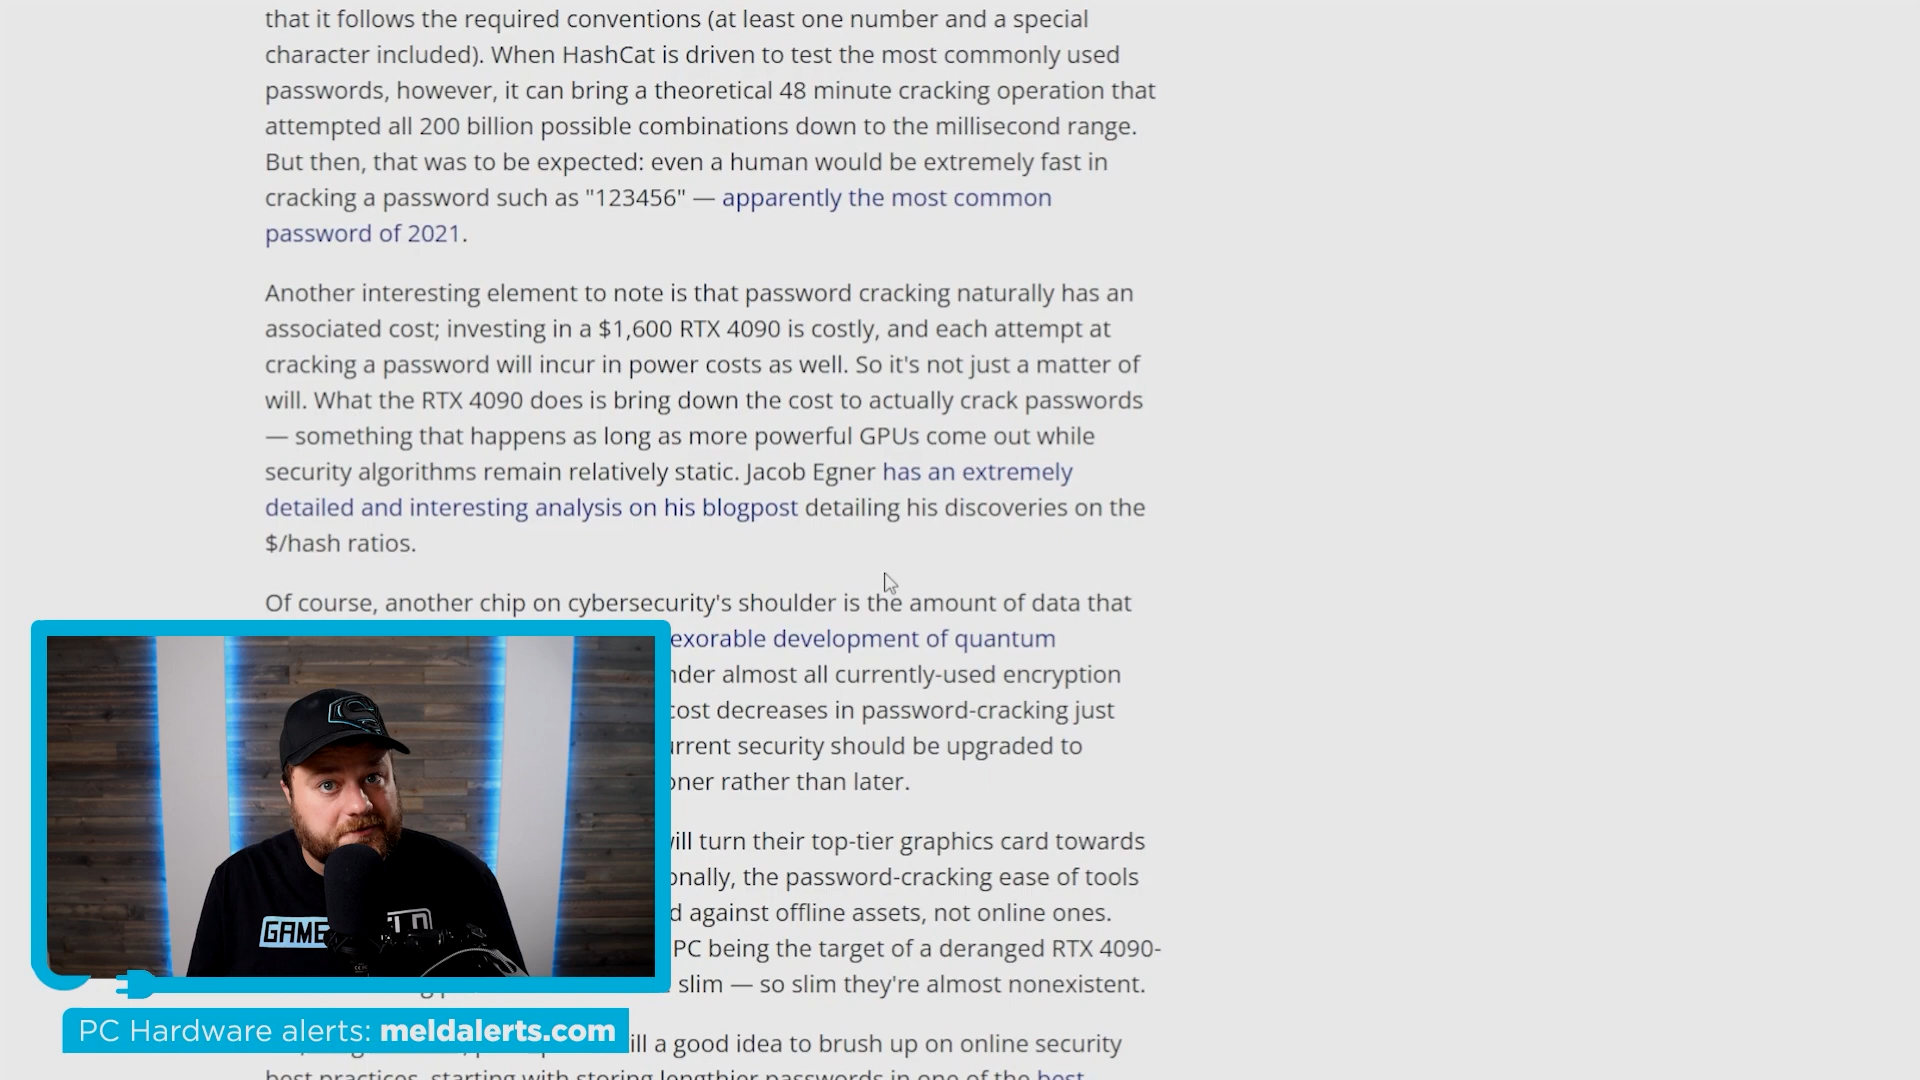 that it follows the required conventions (at least one number and a special
character included). When HashCat is driven to test the most commonly used
passwords, however, it can bring a theoretical 48 minute cracking operation that
attempted all 200 billion possible combinations down to the millisecond range.
But then, that was to be expected: even a human would be extremely fast in
cracking a password such as "123456" — apparently the most common
password of 2021.
Another interesting element to note is that password cracking naturally has an
associated cost; investing in a $1,600 RTX 4090 is costly, and each attempt at
cracking a password will incur in power costs as well. So it's not just a matter of
will. What the RTX 4090 does is bring down the cost to actually crack passwords
— something that happens as long as more powerful GPUs come out while
security algorithms remain relatively static. Jacob Egner has an extremely
detailed and interesting analysis on his blogpost detailing his discoveries on the
$/hash ratios.
Of course, another chip on cybersecurity's shoulder is the amount of data that
exorable development of quantum
nder almost all currently-used encryption
cost decreases in password-cracking just
urrent security should be upgraded to
oner rather than later.
ill turn their top-tier graphics card towards
onally, the password-cracking ease of tools
d against offline assets, not online ones.
PC being the target of a deranged RTX 4090-
slim — so slim they're almost nonexistent.
ill a good idea to brush up on online security
best practices, starting with storing lengthier passwords in one of the best
GAME
PC Hardware alerts: meldalerts.com